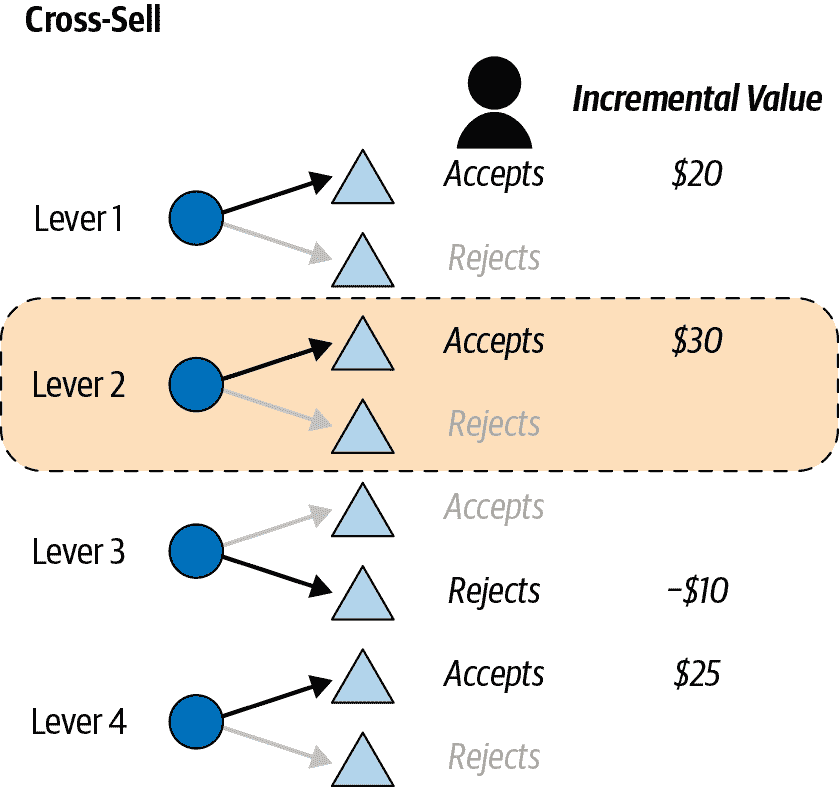 Cross-Sell
Incremental Value
Accepts $20
Lever 1
Rejects
Accepts $30
Lever 2
Rejects
Accepts
Lever 3
Rejects –$10
Accepts $25
Lever 4
Rejects